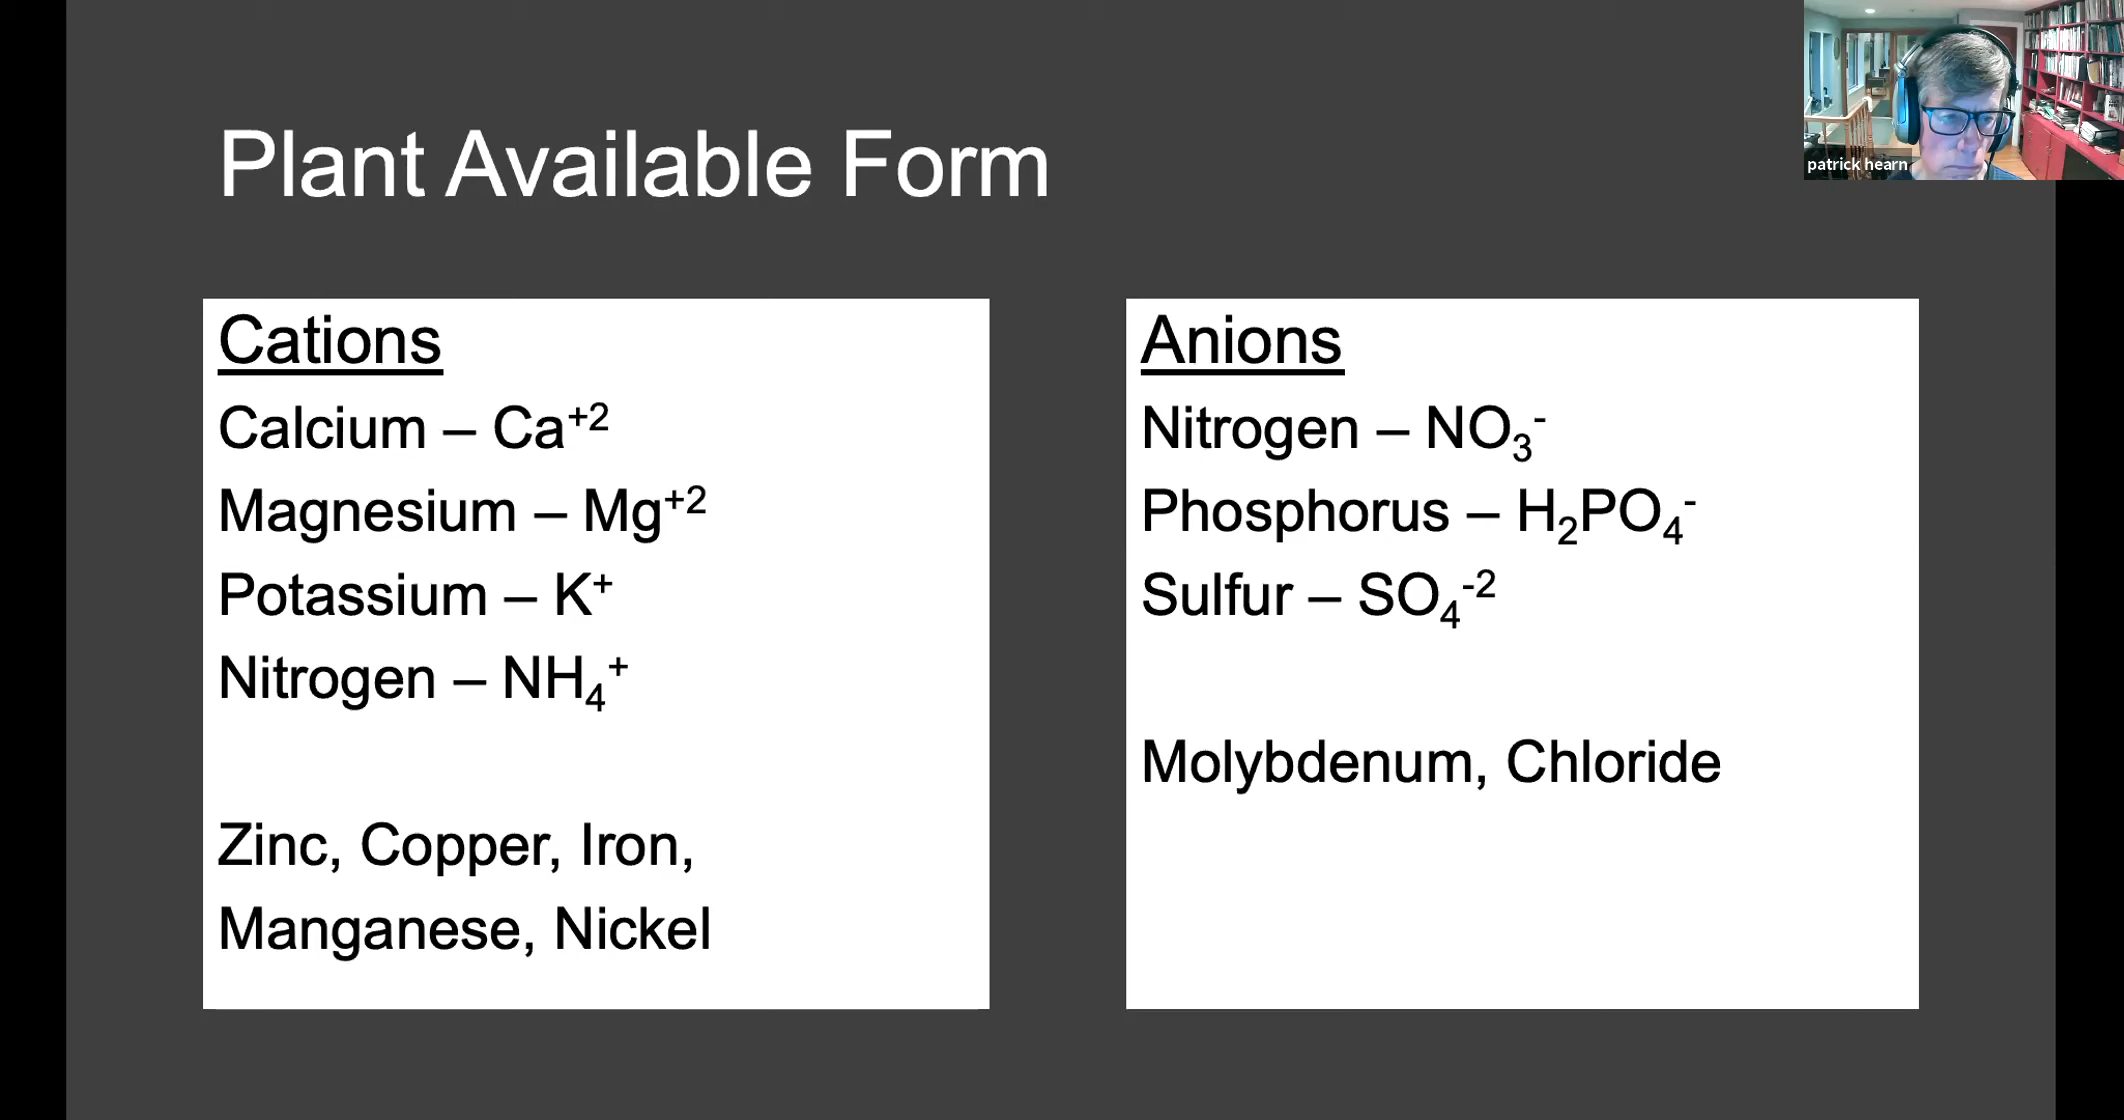 Plant Available Form
patrick hearn
Cations
Calcium – Ca⁺²
Magnesium – Mg⁺²
Potassium – K⁺
Nitrogen – NH₄⁺
Zinc, Copper, Iron,
Manganese, Nickel
Anions
Nitrogen – NO₃⁻
Phosphorus – H₂PO₄⁻
Sulfur – SO₄⁻²
Molybdenum, Chloride